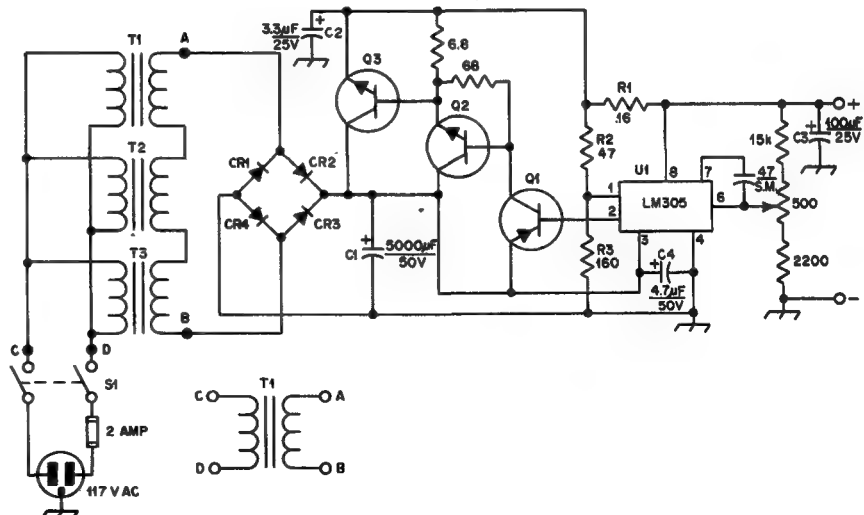 T1
A
3.3µF
25V
+
C2
Q3
6.8
68
Q2
R1
.16
+
+
100µF
25V
C3
15k
T2
CR1
CR2
CR4
CR3
R2
47
U1
8
7
47
S.M.
Q1
1
2
LM305
6
500
T3
C1
+
5000µF
50V
R3
160
3
4
+
C4
4.7µF
50V
2200
B
-
C
D
S1
2 AMP
117 V AC
T1
C
A
D
B